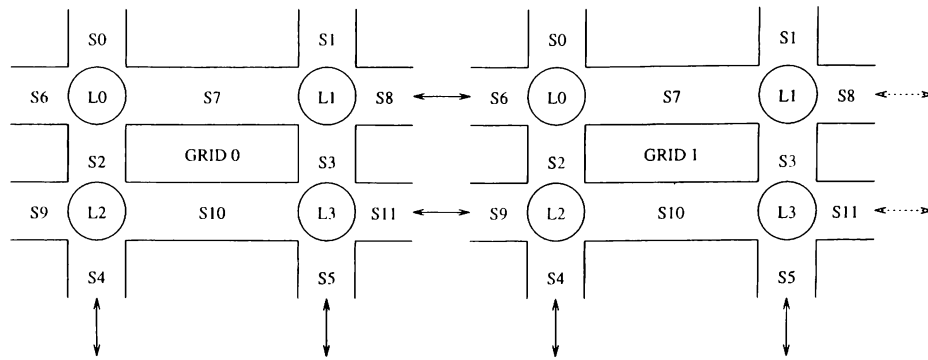 S0 S1 S0 S1
S6 L0 S7 L1 S8 S6 L0 S7 L1 S8
S2 GRID 0 S3 S2 GRID 1 S3
S9 L2 S10 L3 S11 S9 L2 S10 L3 S11
S4 S5 S4 S5